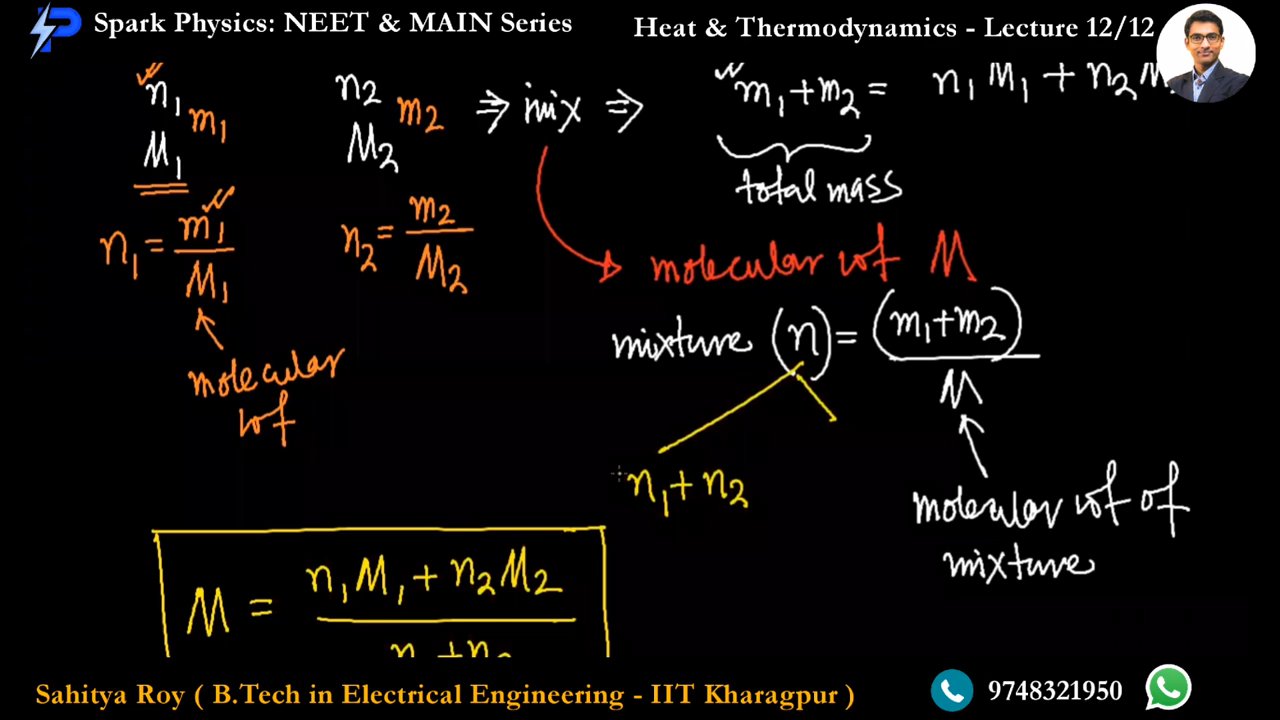 Spark Physics: NEET & MAIN Series
Heat & Thermodynamics - Lecture 12/12
n₁ m₁
M₁
n₂ m₂
M₂
⇒ mix ⇒
m₁ + m₂ = n₁ M₁ + n₂ M
total mass
n₁ = m₁/M₁
n₂ = m₂/M₂
molecular wt
molecular wt M
mixture (n) = (m₁+m₂)/M
n₁ + n₂
molecular wt of
mixture
M = (n₁M₁ + n₂M₂)/(n₁+n₂)
Sahitya Roy ( B.Tech in Electrical Engineering - IIT Kharagpur )
9748321950